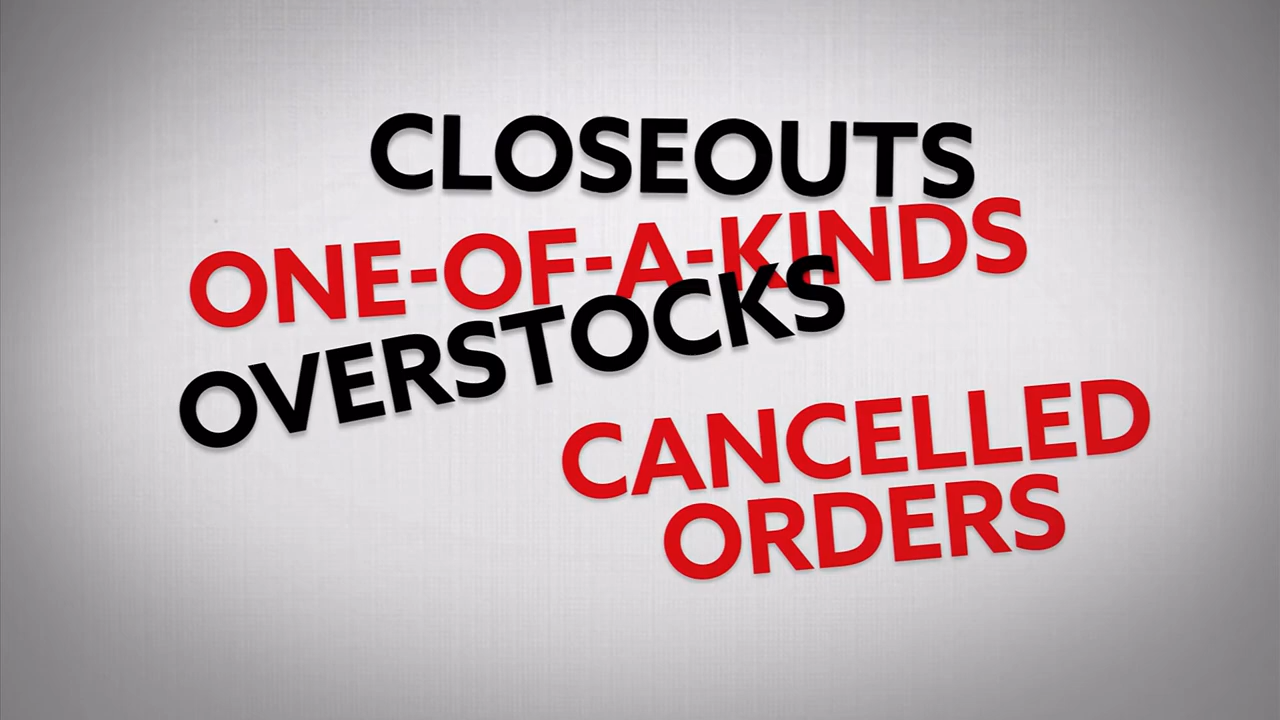 CLOSEOUTS
ONE-OF-A-KINDS
OVERSTOCKS
CANCELLED
ORDERS